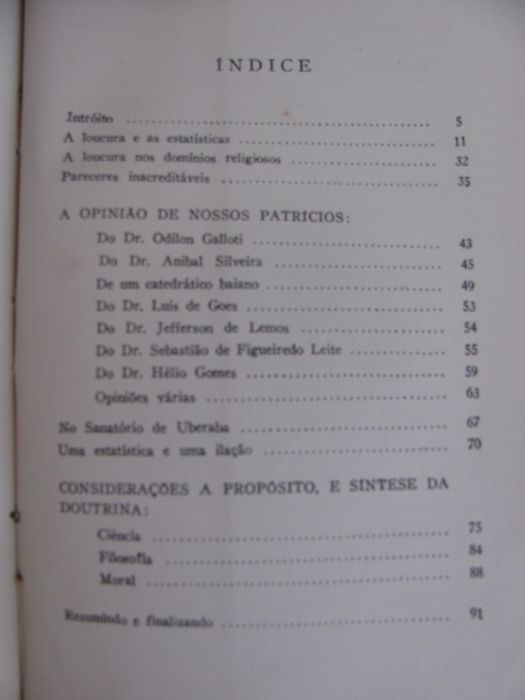 ÍNDICE
Intróito ........................................ 5
A loucura e as estatísticas ........................................ 11
A loucura nos domínios religiosos ........................................ 32
Pareceres inacreditáveis ........................................ 35
A OPINIÃO DE NOSSOS PATRÍCIOS:
Do Dr. Odilon Galloti ........................................ 43
Do Dr. Aníbal Silveira ........................................ 45
De um catedrático baiano ........................................ 49
Do Dr. Luís de Goes ........................................ 53
Do Dr. Jefferson de Lemos ........................................ 54
Do Dr. Sebastião de Figueiredo Leite ........................................ 55
Do Dr. Hélio Gomes ........................................ 59
Opiniões várias ........................................ 63
No Sanatório de Uberaba ........................................ 67
Uma estatística e uma ilação ........................................ 70
CONSIDERAÇÕES A PROPÓSITO, E SÍNTESE DA
DOUTRINA:
Ciência ........................................ 75
Filosofia ........................................ 84
Moral ........................................ 88
Resumindo e finalizando ........................................ 91